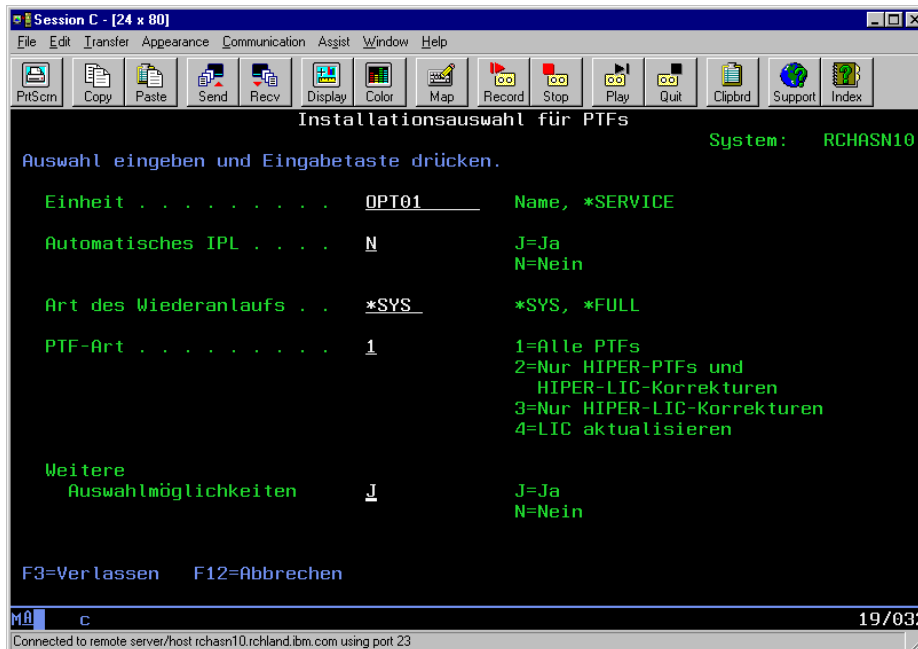 Session C - [24 x 80]
File Edit Transfer Appearance Communication Assist Window Help
PrtScrn Copy Paste Send Recv Display Color Map Record Stop Play Quit Clipbrd Support Index
Installationsauswahl für PTFs
System: RCHASN10
Auswahl eingeben und Eingabetaste drücken.
Einheit . . . . . . . . . OPT01 Name, *SERVICE
Automatisches IPL . . . . N J=Ja
N=Nein
Art des Wiederanlaufs . . *SYS *SYS, *FULL
PTF-Art . . . . . . . . . 1 1=Alle PTFs
2=Nur HIPER-PTFs und
HIPER-LIC-Korrekturen
3=Nur HIPER-LIC-Korrekturen
4=LIC aktualisieren
Weitere
Auswahlmöglichkeiten J J=Ja
N=Nein
F3=Verlassen F12=Abbrechen
MA c 19/032
Connected to remote server/host rchasn10.rchland.ibm.com using port 23